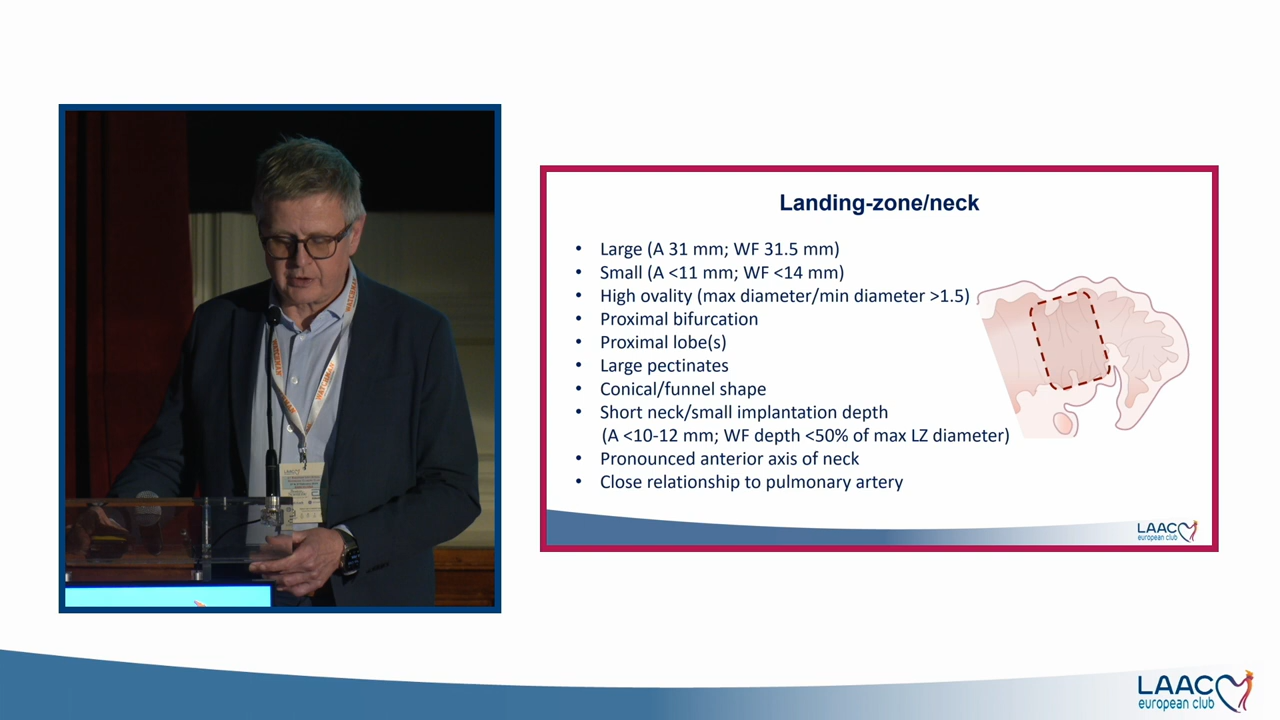 WATCHMAN
WATCHMAN
LAAC
Landing-zone/neck
• Large (A 31 mm; WF 31.5 mm)
• Small (A <11 mm; WF <14 mm)
• High ovality (max diameter/min diameter >1.5)
• Proximal bifurcation
• Proximal lobe(s)
• Large pectinates
• Conical/funnel shape
• Short neck/small implantation depth
(A <10-12 mm; WF depth <50% of max LZ diameter)
• Pronounced anterior axis of neck
• Close relationship to pulmonary artery
LAAC
european club
LAAC
european club